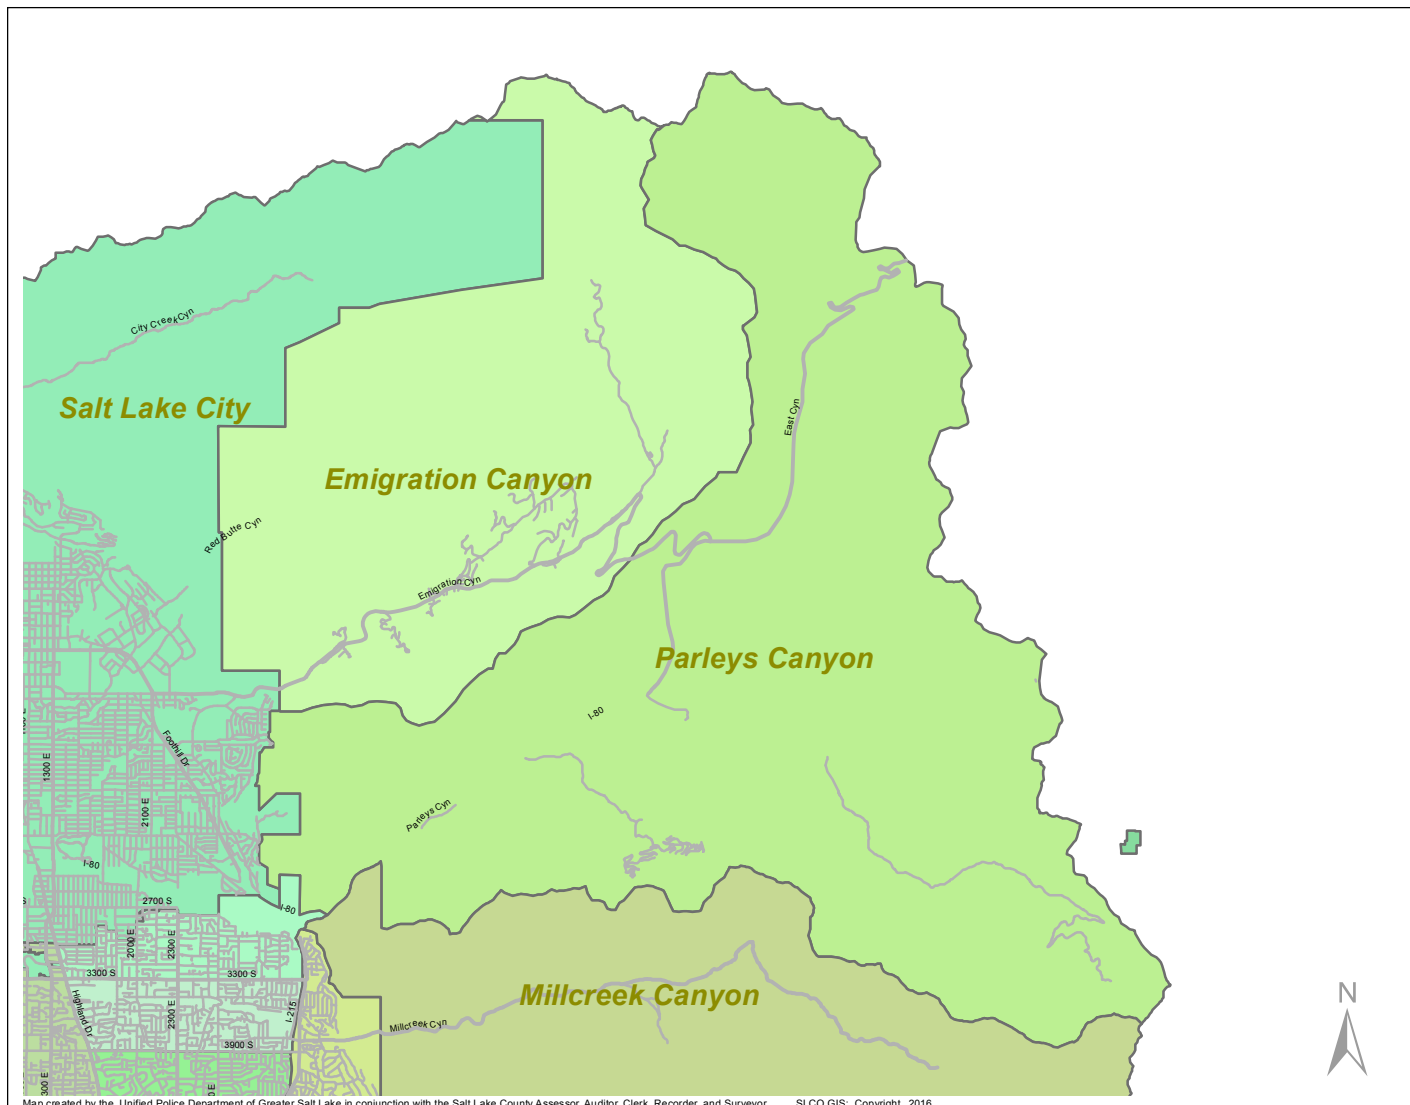 City Creek Cyn
Salt Lake City
East Cyn
Emigration Canyon
Red Butte Cyn
Emigration Cyn
Parleys Canyon
I-80
Foothill Dr
1300 E
2100 E
Parleys Cyn
I-80
2700 S
I-80
S
2000 E
2300 E
3300 S
3300 S
Millcreek Canyon
N
Highland Dr
2300 E
I-215
Millcreek Cyn
3900 S
300 E
Map created by the Unified Police Department of Greater Salt Lake in conjunction with the Salt Lake County Assessor, Auditor, Clerk, Recorder, and Surveyor. SLCO GIS: Copyright, 2016